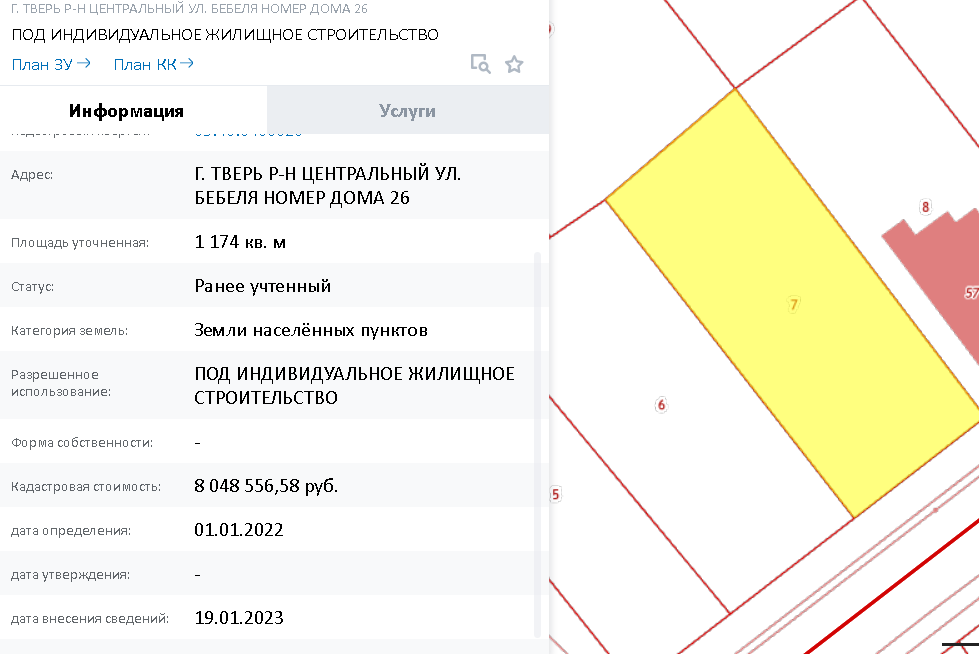 Г. ТВЕРЬ Р-Н ЦЕНТРАЛЬНЫЙ УЛ. БЕБЕЛЯ НОМЕР ДОМА 26
ПОД ИНДИВИДУАЛЬНОЕ ЖИЛИЩНОЕ СТРОИТЕЛЬСТВО
План ЗУ → План КК →
Информация Услуги
Адрес: Г. ТВЕРЬ Р-Н ЦЕНТРАЛЬНЫЙ УЛ.
БЕБЕЛЯ НОМЕР ДОМА 26
Площадь уточненная: 1 174 кв. м
Статус: Ранее учтенный
Категория земель: Земли населённых пунктов
Разрешенное
использование: ПОД ИНДИВИДУАЛЬНОЕ ЖИЛИЩНОЕ
СТРОИТЕЛЬСТВО
Форма собственности: -
Кадастровая стоимость: 8 048 556,58 руб.
дата определения: 01.01.2022
дата утверждения: -
дата внесения сведений: 19.01.2023
8
57
7
6
5